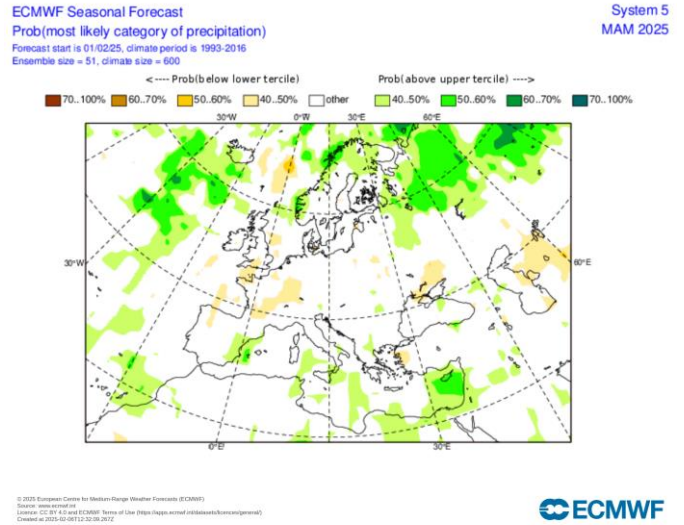 ECMWF Seasonal Forecast
System 5
Prob(most likely category of precipitation)
MAM 2025
Forecast start is 01/02/25, climate period is 1993-2016
Ensemble size = 51, climate size = 600
<---- Prob(below lower tercile)
Prob(above upper tercile) ---->
70..100% 60..70% 50..60% 40..50% other 40..50% 50..60% 60..70% 70..100%
30°W 0°W 30°E 60°E
30°W 60°E
0°E 30°E
© 2025 European Centre for Medium-Range Weather Forecasts (ECMWF)
Source: www.ecmwf.int
Licence: CC BY 4.0 and ECMWF Terms of Use (https://apps.ecmwf.int/datasets/licences/general/)
Created at 2025-02-06T12:32:09.267Z
ECMWF